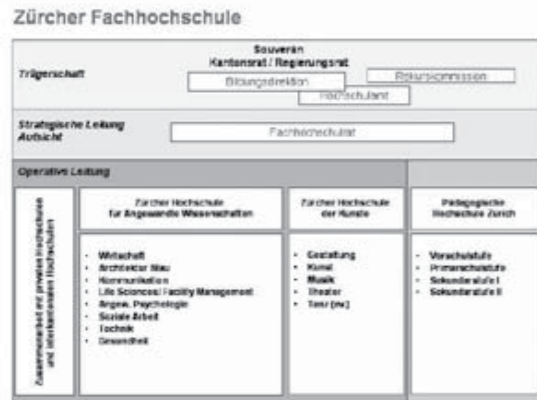 Zürcher Fachhochschule
Trägerschaft
Souverän
Kantonsrat / Regierungsrat
Bildungsdirektion
Rekurskommission
Hochschulamt
Strategische Leitung
Aufsicht
Fachhochschulrat
Operative Leitung
Zusammenarbeit mit privaten Hochschulen
und interkantonalen Hochschulen
Zürcher Hochschule
für Angewandte Wissenschaften
• Wirtschaft
• Architektur /Bau
• Kommunikation
• Life Sciences/ Facility Management
• Angew. Psychologie
• Soziale Arbeit
• Technik
• Gesundheit
Zürcher Hochschule
der Künste
• Gestaltung
• Kunst
• Musik
• Theater
• Tanz
Pädagogische
Hochschule Zürich
• Vorschulstufe
• Primarschulstufe
• Sekundarstufe I
• Sekundarstufe II